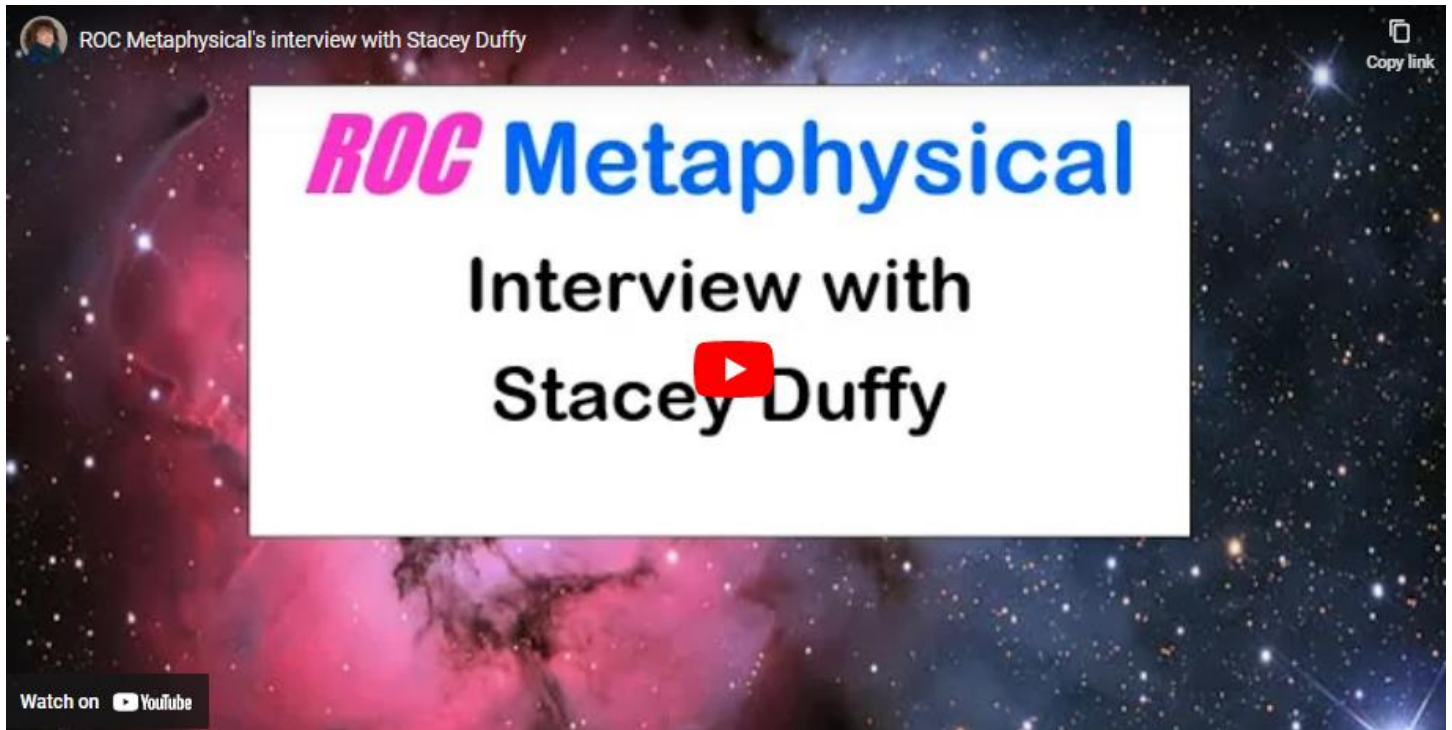 ROC Metaphysical's interview with Stacey Duffy
Copy link
ROC Metaphysical
Interview with
Stacey Duffy
Watch on YouTube